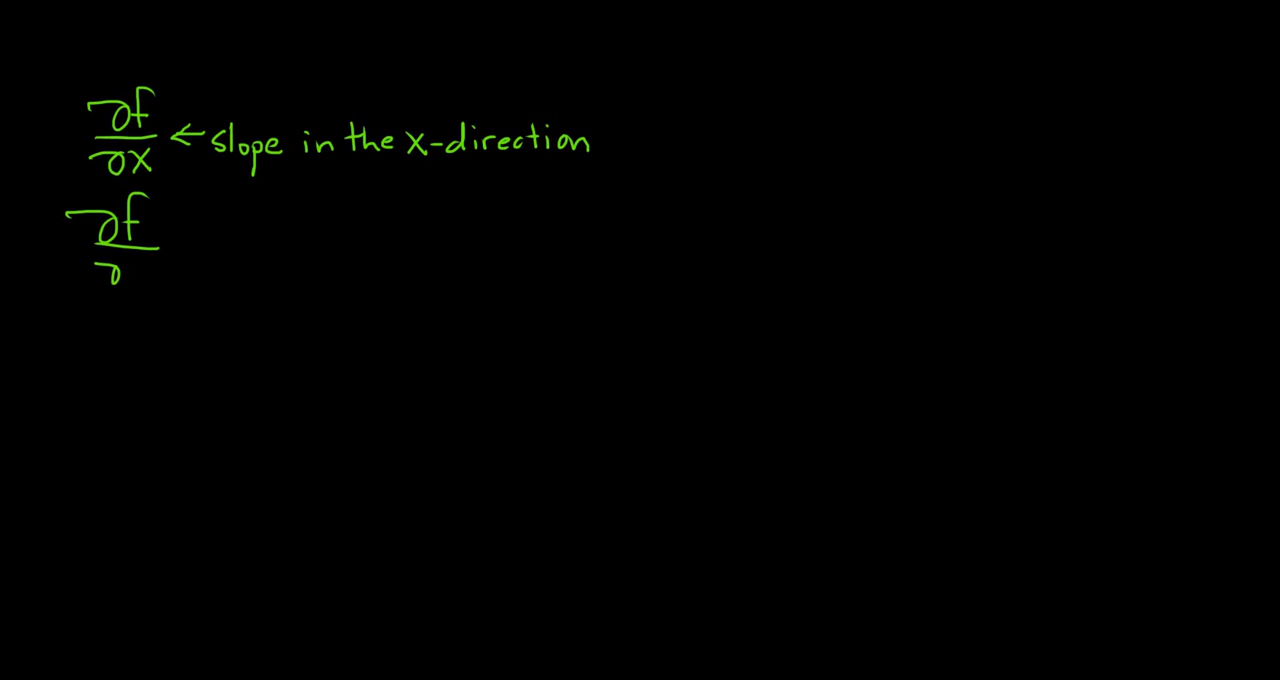 ∂f/∂x ← slope in the x-direction
∂f/∂